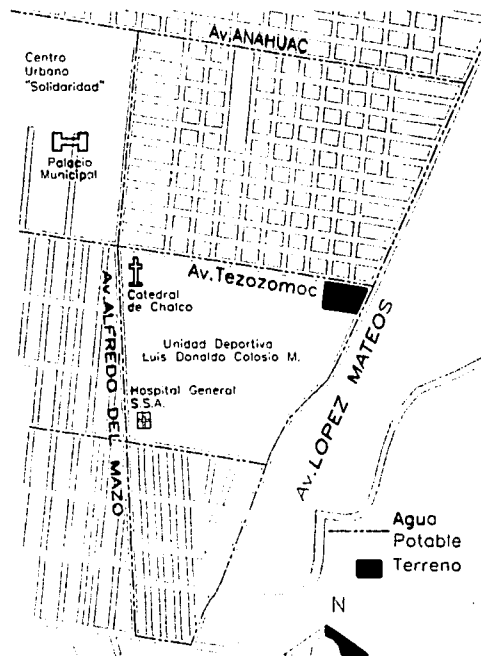 Av.ANAHUAC
Centro
Urbano
"Solidaridad"
Palacio
Municipal
Av.Tezozomoc
Catedral
de Chalco
Unidad Deportiva
Luis Donaldo Colosio M.
Hospital General
S.S.A.
Av.ALFREDO DEL MAZO
Av.LOPEZ MATEOS
Agua
Potable
Terreno
N